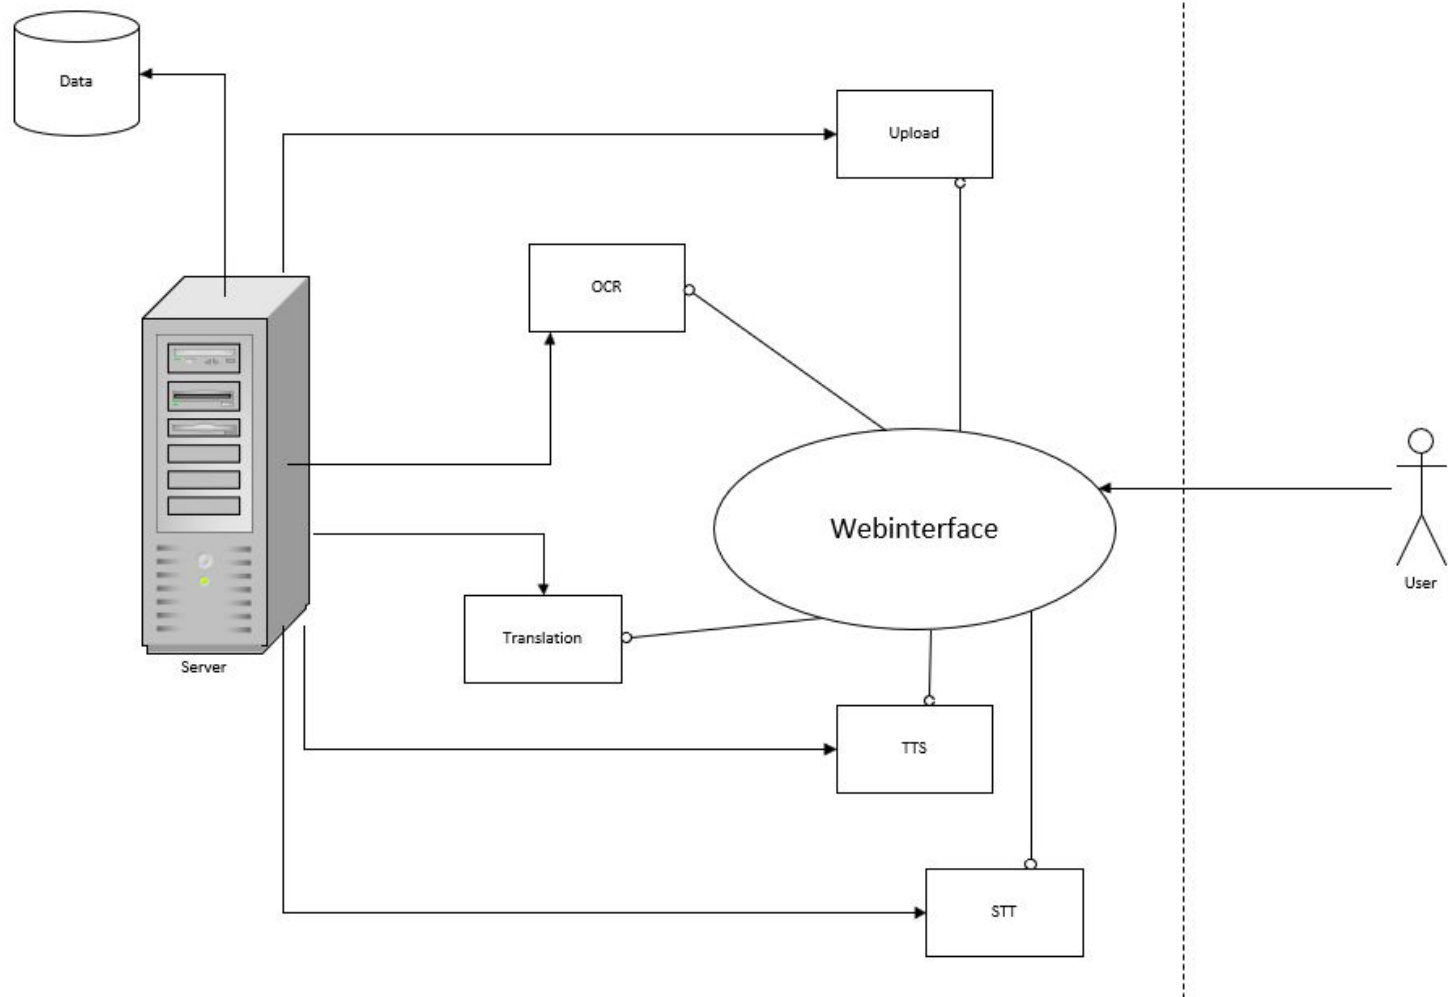 Data
Upload
OCR
Webinterface
User
Translation
Server
TTS
STT